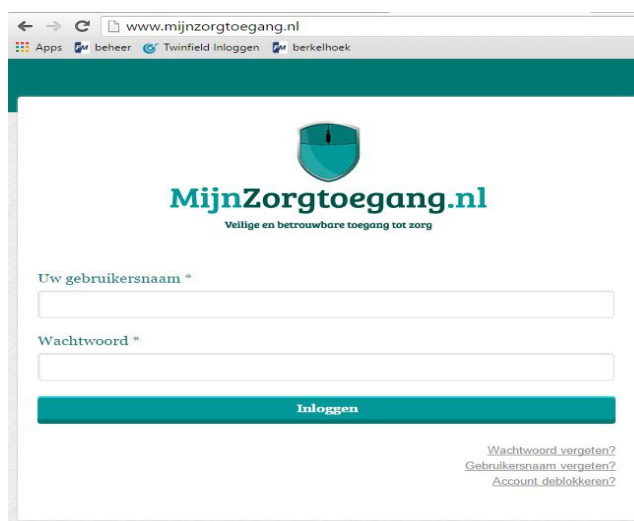 www.mijnzorgtoegang.nl
Apps beheer Twinfield Inloggen berkelhoek
MijnZorgtoegang.nl
Veilige en betrouwbare toegang tot zorg
Uw gebruikersnaam *
Wachtwoord *
Inloggen
Wachtwoord vergeten?
Gebruikersnaam vergeten?
Account deblokkeren?